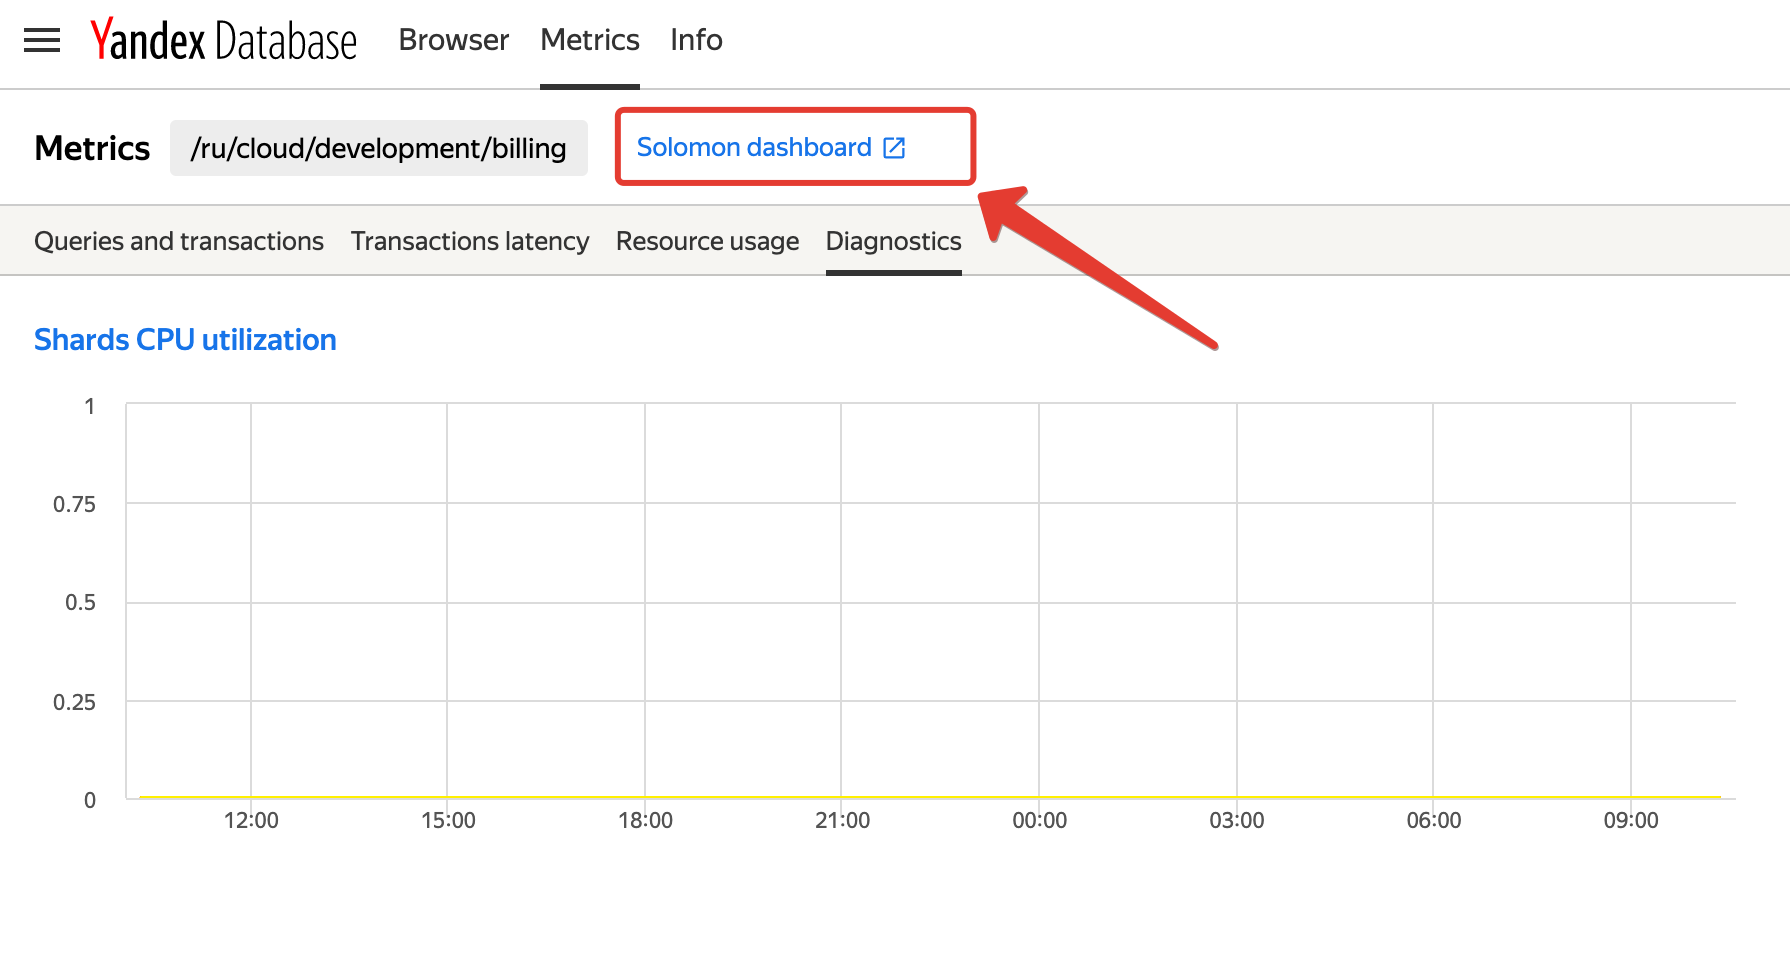 Yandex Database Browser Metrics Info
Metrics /ru/cloud/development/billing Solomon dashboard
Queries and transactions Transactions latency Resource usage Diagnostics
Shards CPU utilization
1
0.75
0.5
0.25
0
12:00 15:00 18:00 21:00 00:00 03:00 06:00 09:00